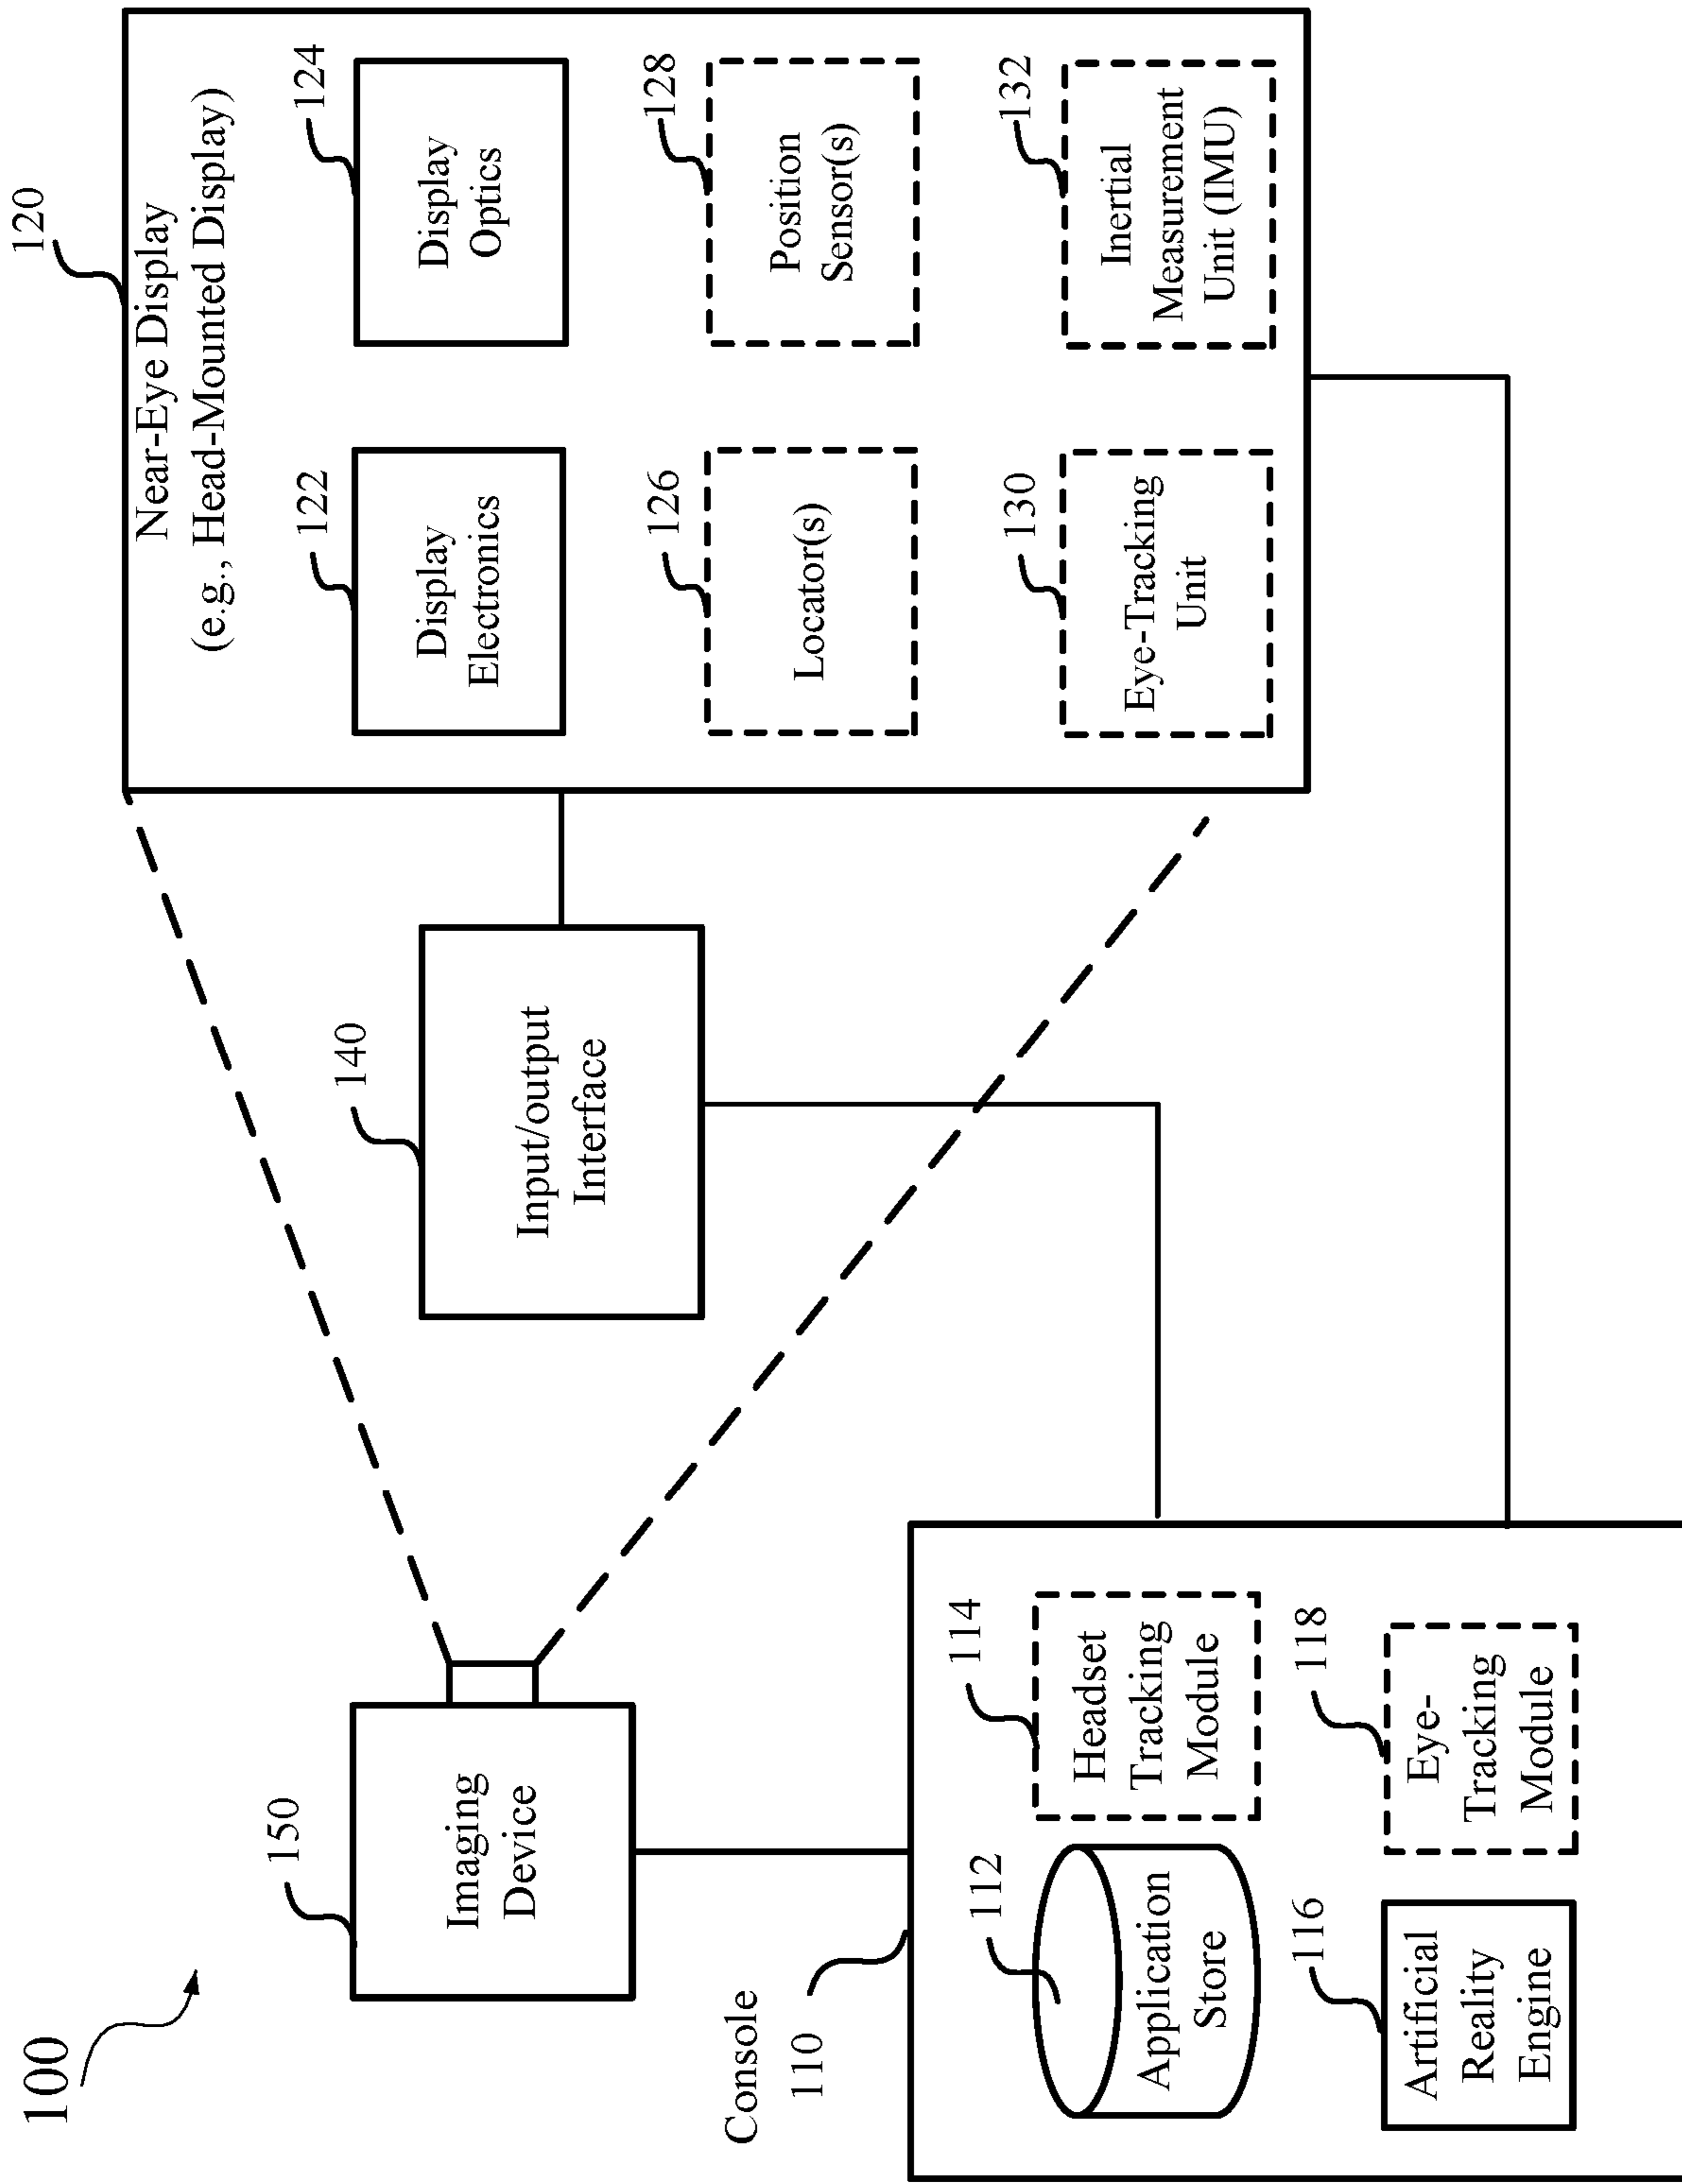 100
120
Near-Eye Display
(e.g., Head-Mounted Display)
122
Display
Electronics
124
Display
Optics
126
Locator(s)
128
Position
Sensor(s)
130
Eye-Tracking
Unit
132
Inertial
Measurement
Unit (IMU)
140
Input/output
Interface
150
Imaging
Device
Console
110
112
Application
Store
114
Headset
Tracking
Module
116
Artificial
Reality
Engine
118
Eye-
Tracking
Module